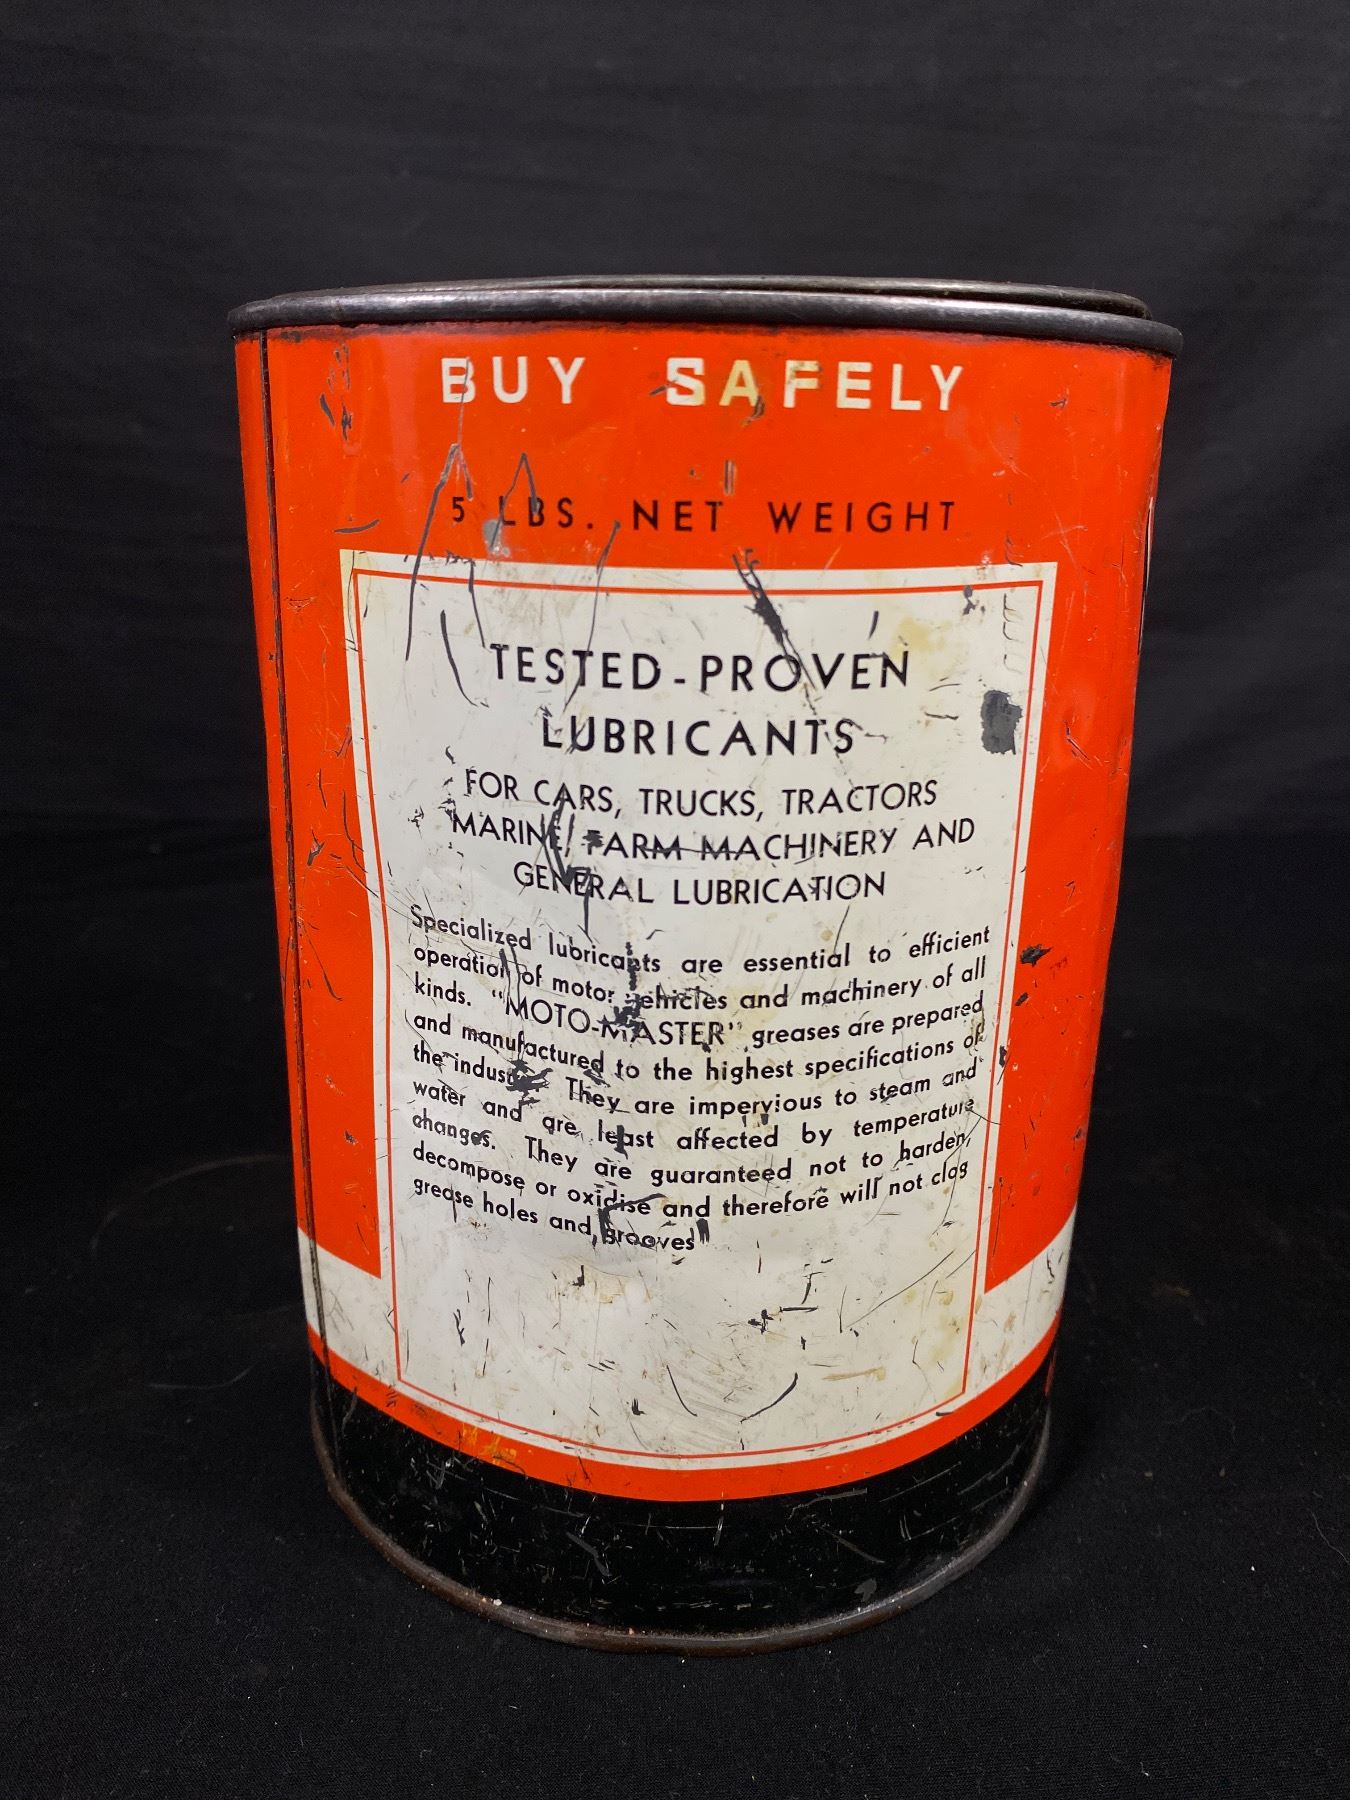 BUY SAFELY
5 LBS. NET WEIGHT
TESTED-PROVEN
LUBRICANTS
FOR CARS, TRUCKS, TRACTORS
MARINE, FARM MACHINERY AND
GENERAL LUBRICATION
Specialized lubricants are essential to efficient
operation of motor vehicles and machinery of all
kinds. "MOTO-MASTER" greases are prepared
and manufactured to the highest specifications of
the industry. They are impervious to steam and
water and are least affected by temperature
changes. They are guaranteed not to harden,
decompose or oxidise and therefore will not clog
grease holes and grooves"